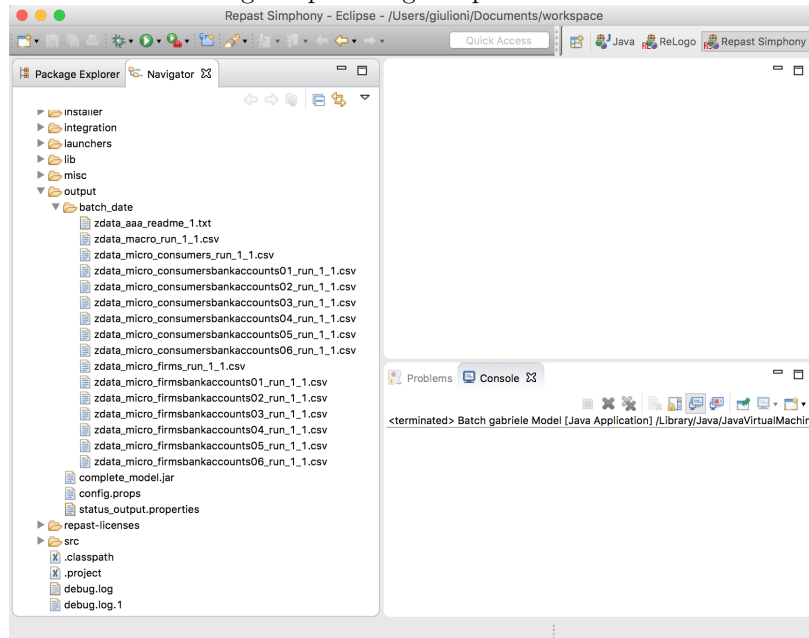 Repast Simphony - Eclipse - /Users/giulioni/Documents/workspace
Quick Access
Java
ReLogo
Repast Simphony
Package Explorer
Navigator
installer
integration
launchers
lib
misc
output
batch_date
zdata_aaa_readme_1.txt
zdata_macro_run_1_1.csv
zdata_micro_consumers_run_1_1.csv
zdata_micro_consumersbankaccounts01_run_1_1.csv
zdata_micro_consumersbankaccounts02_run_1_1.csv
zdata_micro_consumersbankaccounts03_run_1_1.csv
zdata_micro_consumersbankaccounts04_run_1_1.csv
zdata_micro_consumersbankaccounts05_run_1_1.csv
zdata_micro_consumersbankaccounts06_run_1_1.csv
zdata_micro_firms_run_1_1.csv
zdata_micro_firmsbankaccounts01_run_1_1.csv
zdata_micro_firmsbankaccounts02_run_1_1.csv
zdata_micro_firmsbankaccounts03_run_1_1.csv
zdata_micro_firmsbankaccounts04_run_1_1.csv
zdata_micro_firmsbankaccounts05_run_1_1.csv
zdata_micro_firmsbankaccounts06_run_1_1.csv
complete_model.jar
config.props
status_output.properties
repast-licenses
src
.classpath
.project
debug.log
debug.log.1
Problems
Console
<terminated> Batch gabriele Model [Java Application] /Library/Java/JavaVirtualMachin